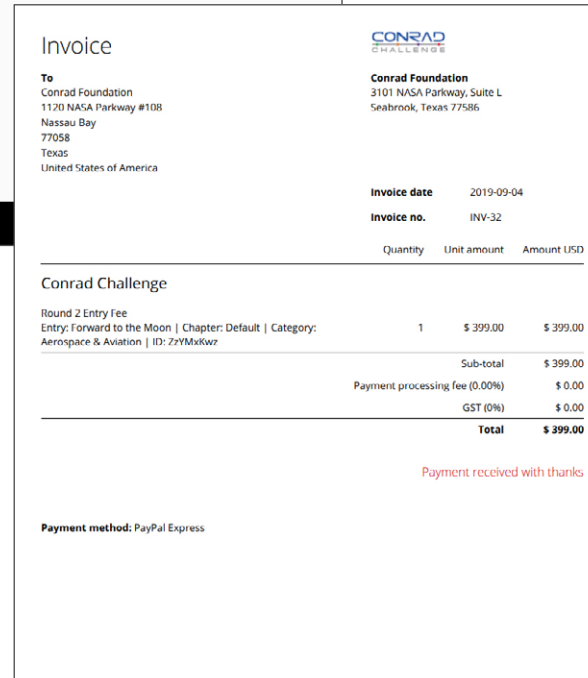 Invoice
CONRAD
CHALLENGE
To
Conrad Foundation
1120 NASA Parkway #108
Nassau Bay
77058
Texas
United States of America
Conrad Foundation
3101 NASA Parkway, Suite L
Seabrook, Texas 77586
Invoice date 2019-09-04
Invoice no. INV-32
Quantity Unit amount Amount USD
Conrad Challenge
Round 2 Entry Fee
Entry: Forward to the Moon | Chapter: Default | Category: 1 $ 399.00 $ 399.00
Aerospace & Aviation | ID: ZzYMxKwz
Sub-total $ 399.00
Payment processing fee (0.00%) $ 0.00
GST (0%) $ 0.00
Total $ 399.00
Payment received with thanks
Payment method: PayPal Express